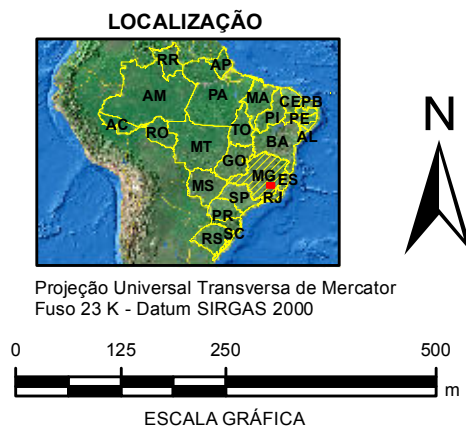 LOCALIZAÇÃO
RR AP
AM PA MA CE PB
AC RO TO PI PE AL
MT BA
GO
MS MG ES
SP RJ
PR
RS SC
N
Projeção Universal Transversa de Mercator
Fuso 23 K - Datum SIRGAS 2000
0 125 250 500
m
ESCALA GRÁFICA